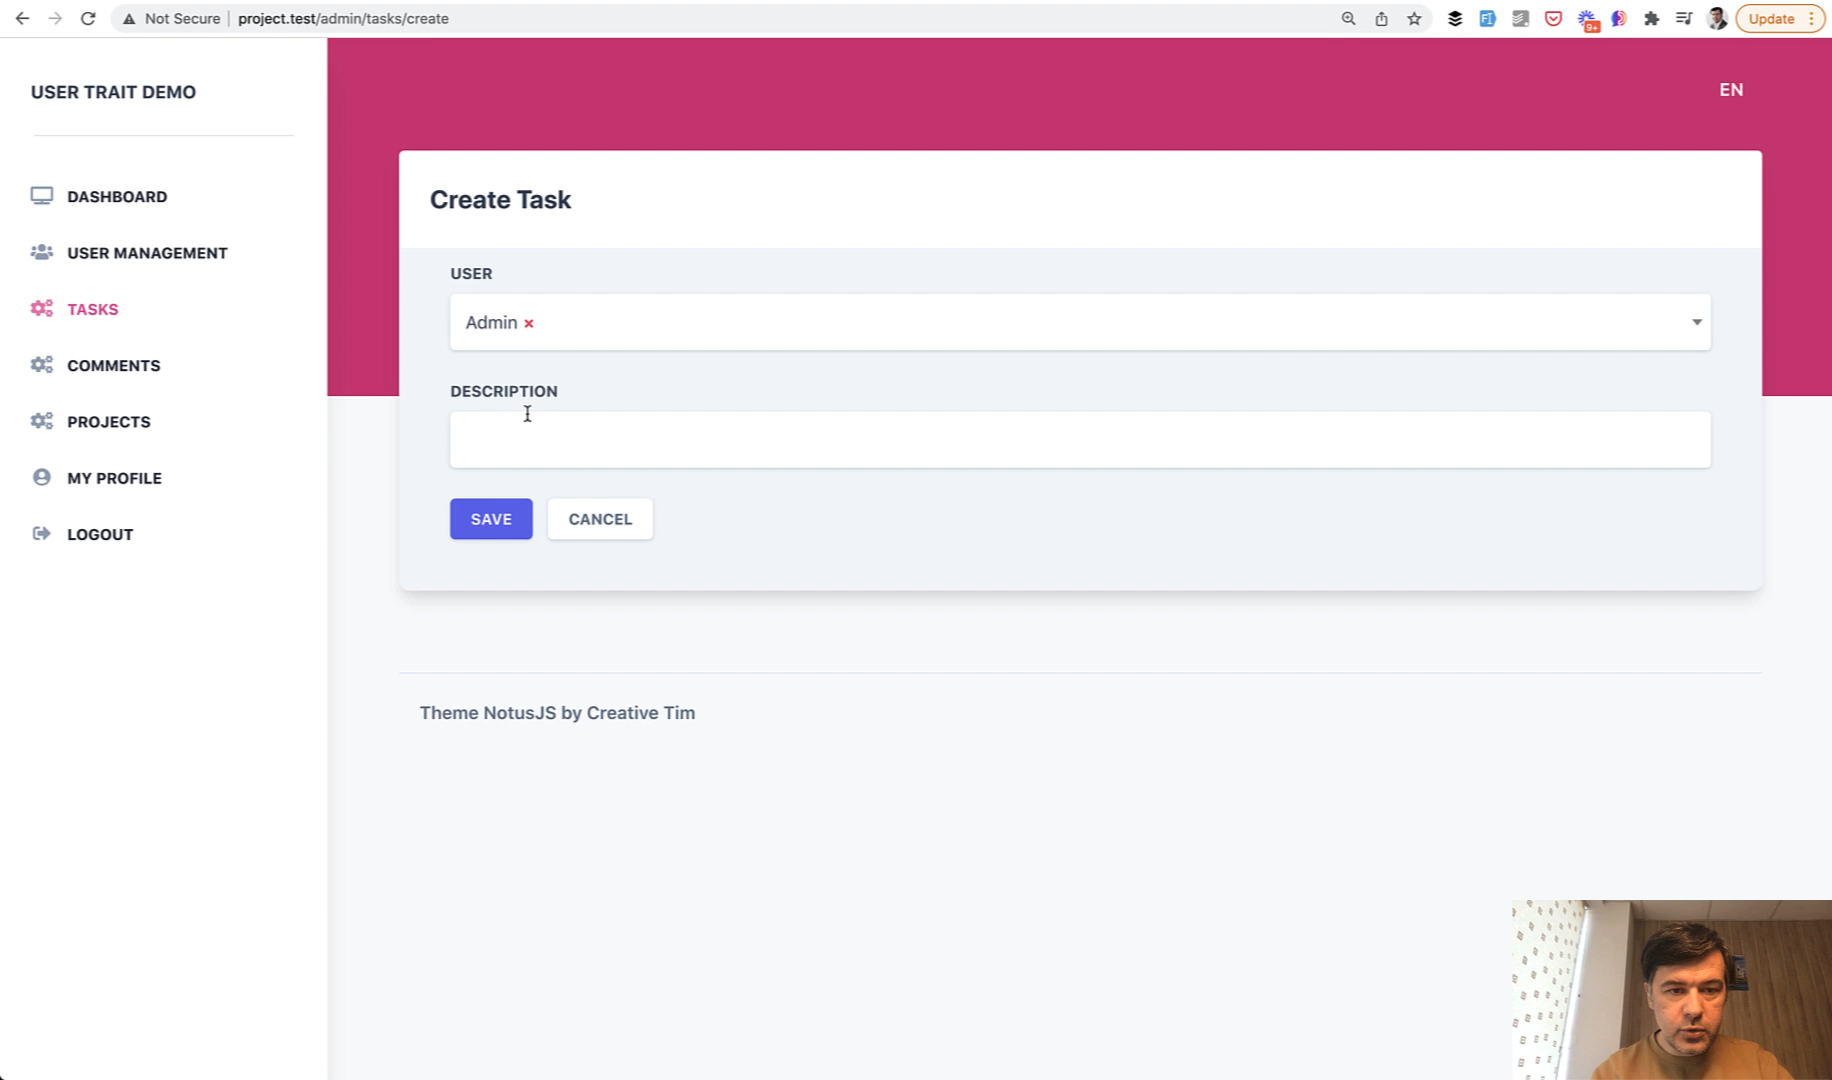 Not Secure
project.test/admin/tasks/create
9+
Update
USER TRAIT DEMO
EN
DASHBOARD
USER MANAGEMENT
TASKS
COMMENTS
PROJECTS
MY PROFILE
LOGOUT
Create Task
USER
Admin ×
DESCRIPTION
SAVE
CANCEL
Theme NotusJS by Creative Tim